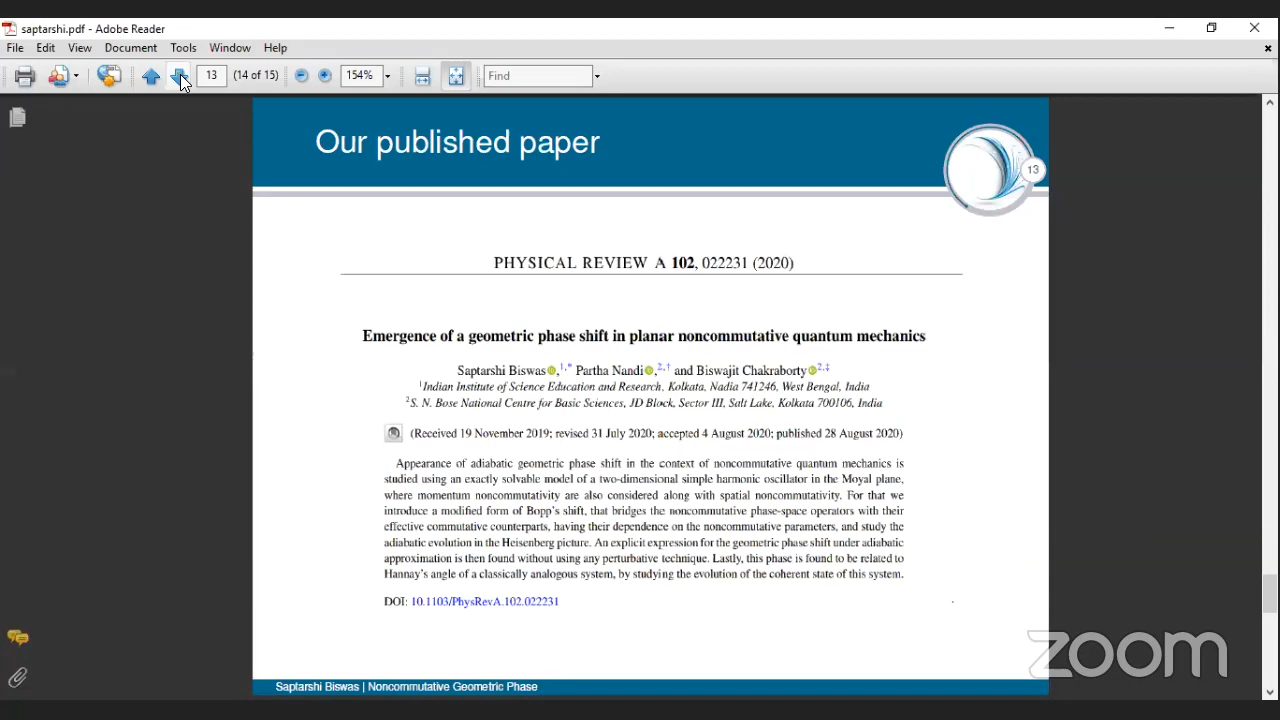 saptarshi.pdf - Adobe Reader
File Edit View Document Tools Window Help
13 (14 of 15) 154% Find
Our published paper
13
PHYSICAL REVIEW A 102, 022231 (2020)
Emergence of a geometric phase shift in planar noncommutative quantum mechanics
Saptarshi Biswas,1,* Partha Nandi,2,† and Biswajit Chakraborty2,‡
1Indian Institute of Science Education and Research, Kolkata, Nadia 741246, West Bengal, India
2S. N. Bose National Centre for Basic Sciences, JD Block, Sector III, Salt Lake, Kolkata 700106, India
(Received 19 November 2019; revised 31 July 2020; accepted 4 August 2020; published 28 August 2020)
Appearance of adiabatic geometric phase shift in the context of noncommutative quantum mechanics is
studied using an exactly solvable model of a two-dimensional simple harmonic oscillator in the Moyal plane,
where momentum noncommutativity are also considered along with spatial noncommutativity. For that we
introduce a modified form of Bopp's shift, that bridges the noncommutative phase-space operators with their
effective commutative counterparts, having their dependence on the noncommutative parameters, and study the
adiabatic evolution in the Heisenberg picture. An explicit expression for the geometric phase shift under adiabatic
approximation is then found without using any perturbative technique. Lastly, this phase is found to be related to
Hannay's angle of a classically analogous system, by studying the evolution of the coherent state of this system.
DOI: 10.1103/PhysRevA.102.022231
zoom
Saptarshi Biswas | Noncommutative Geometric Phase